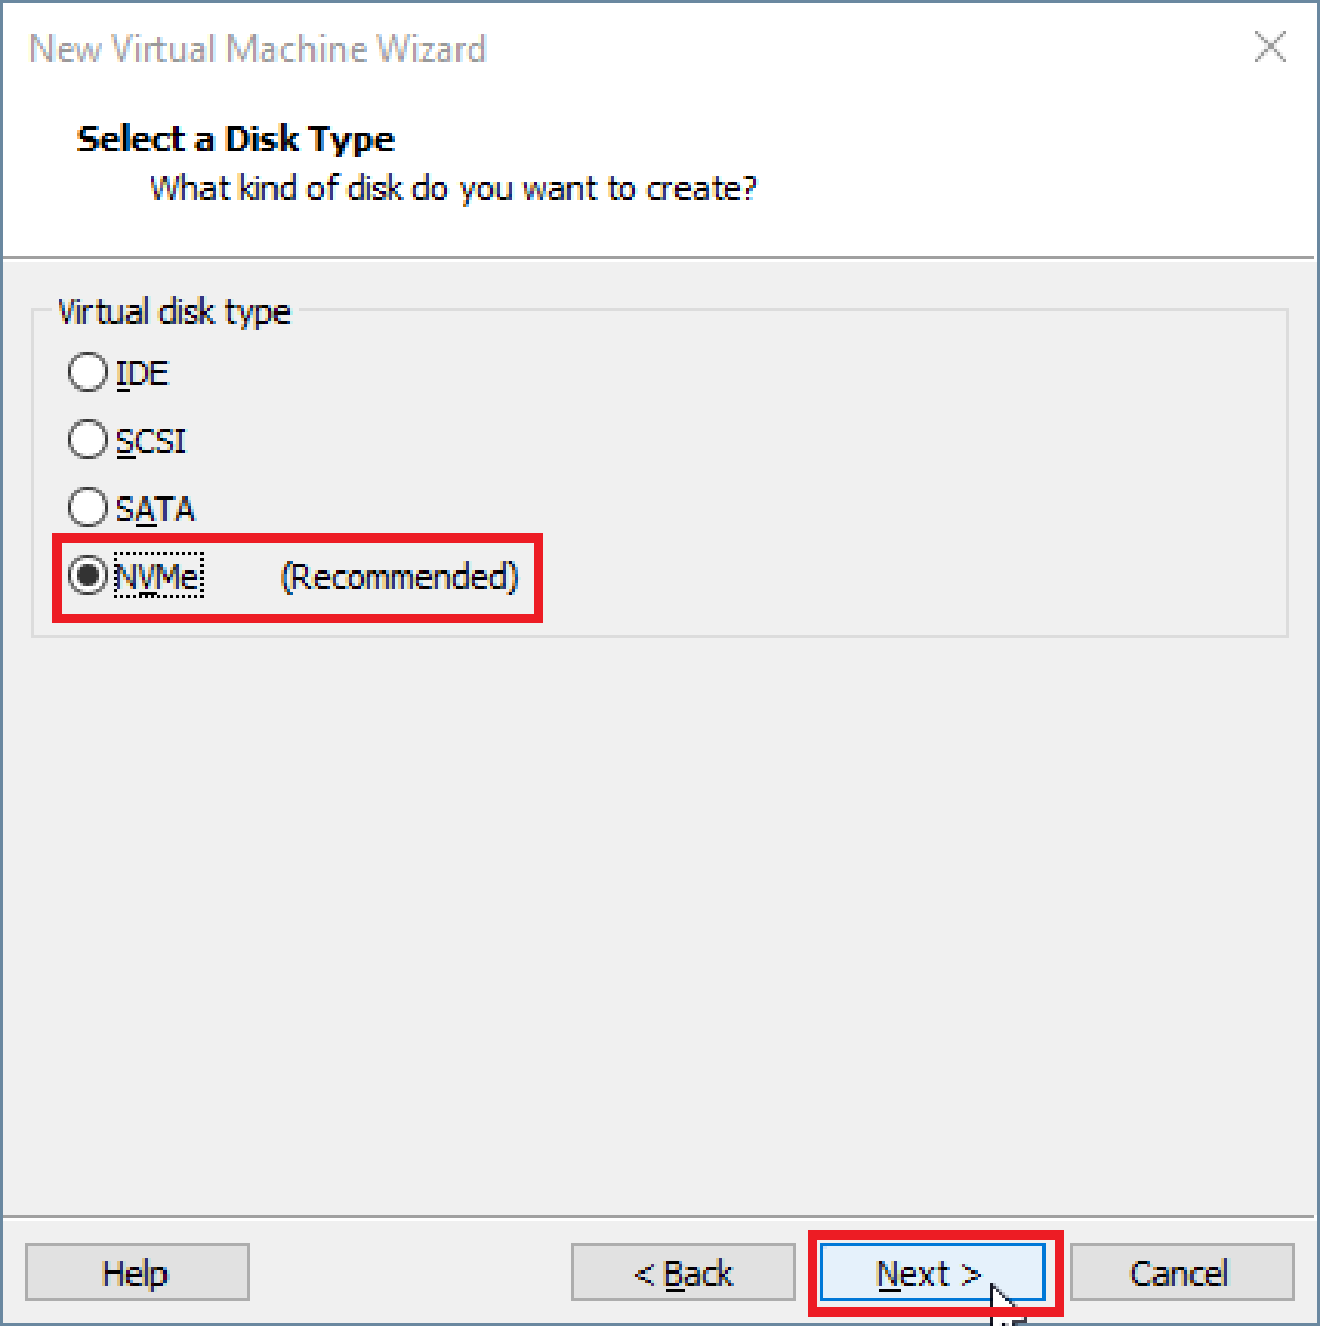 New Virtual Machine Wizard
Select a Disk Type
What kind of disk do you want to create?
Virtual disk type
IDE
SCSI
SATA
NVMe (Recommended)
Help < Back Next > Cancel